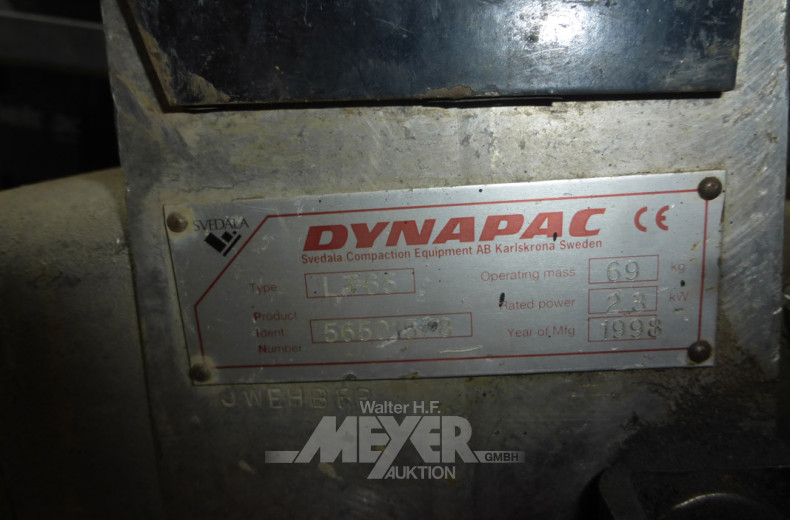 SVEDALA
DYNAPAC CE
Svedala Compaction Equipment AB Karlskrona Sweden
Type
Operating mass 69 kg
Rated power kW
Product
Ident.
Number
Year of Mfg 1998
Walter H.F.
MEYER
GMBH
AUKTION